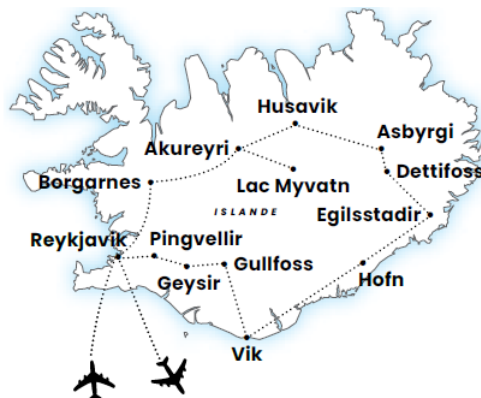 Husavik
Asbyrgi
Akureyri
Dettifoss
Borgarnes
Lac Myvatn
ISLANDE
Egilsstadir
Reykjavik
Pingvellir
Gullfoss
Geysir
Hofn
Vik